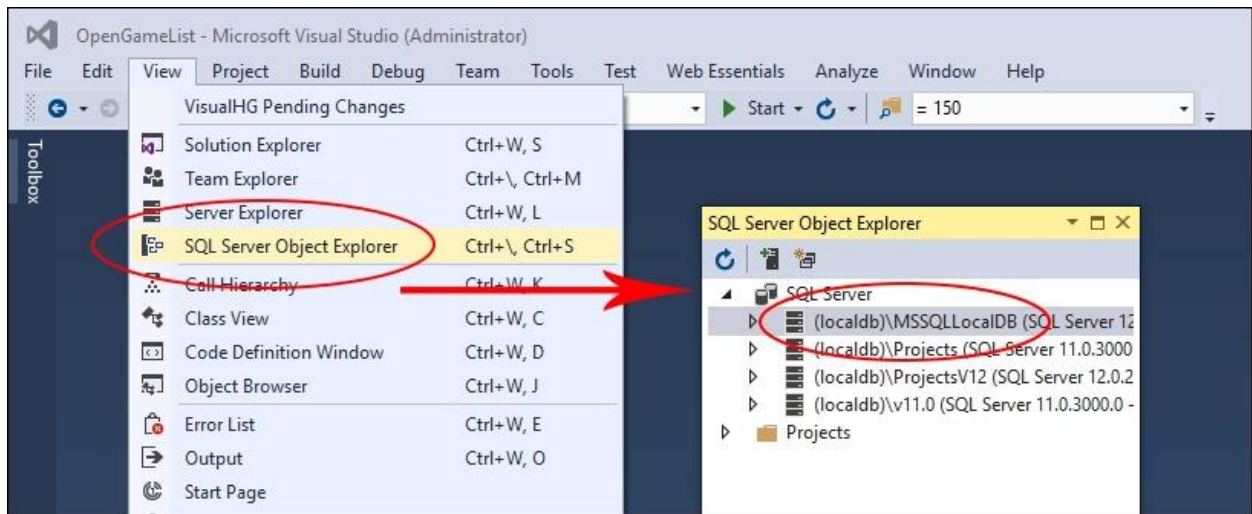 OpenGameList - Microsoft Visual Studio (Administrator)
File Edit View Project Build Debug Team Tools Test Web Essentials Analyze Window Help
Start = 150
Toolbox
VisualHG Pending Changes
Solution Explorer Ctrl+W, S
Team Explorer Ctrl+\, Ctrl+M
Server Explorer Ctrl+W, L
SQL Server Object Explorer Ctrl+\, Ctrl+S
Call Hierarchy Ctrl+W, K
Class View Ctrl+W, C
Code Definition Window Ctrl+W, D
Object Browser Ctrl+W, J
Error List Ctrl+W, E
Output Ctrl+W, O
Start Page
SQL Server Object Explorer
SQL Server
(localdb)\MSSQLLocalDB (SQL Server 12
(localdb)\Projects (SQL Server 11.0.3000
(localdb)\ProjectsV12 (SQL Server 12.0.2
(localdb)\v11.0 (SQL Server 11.0.3000.0 -
Projects